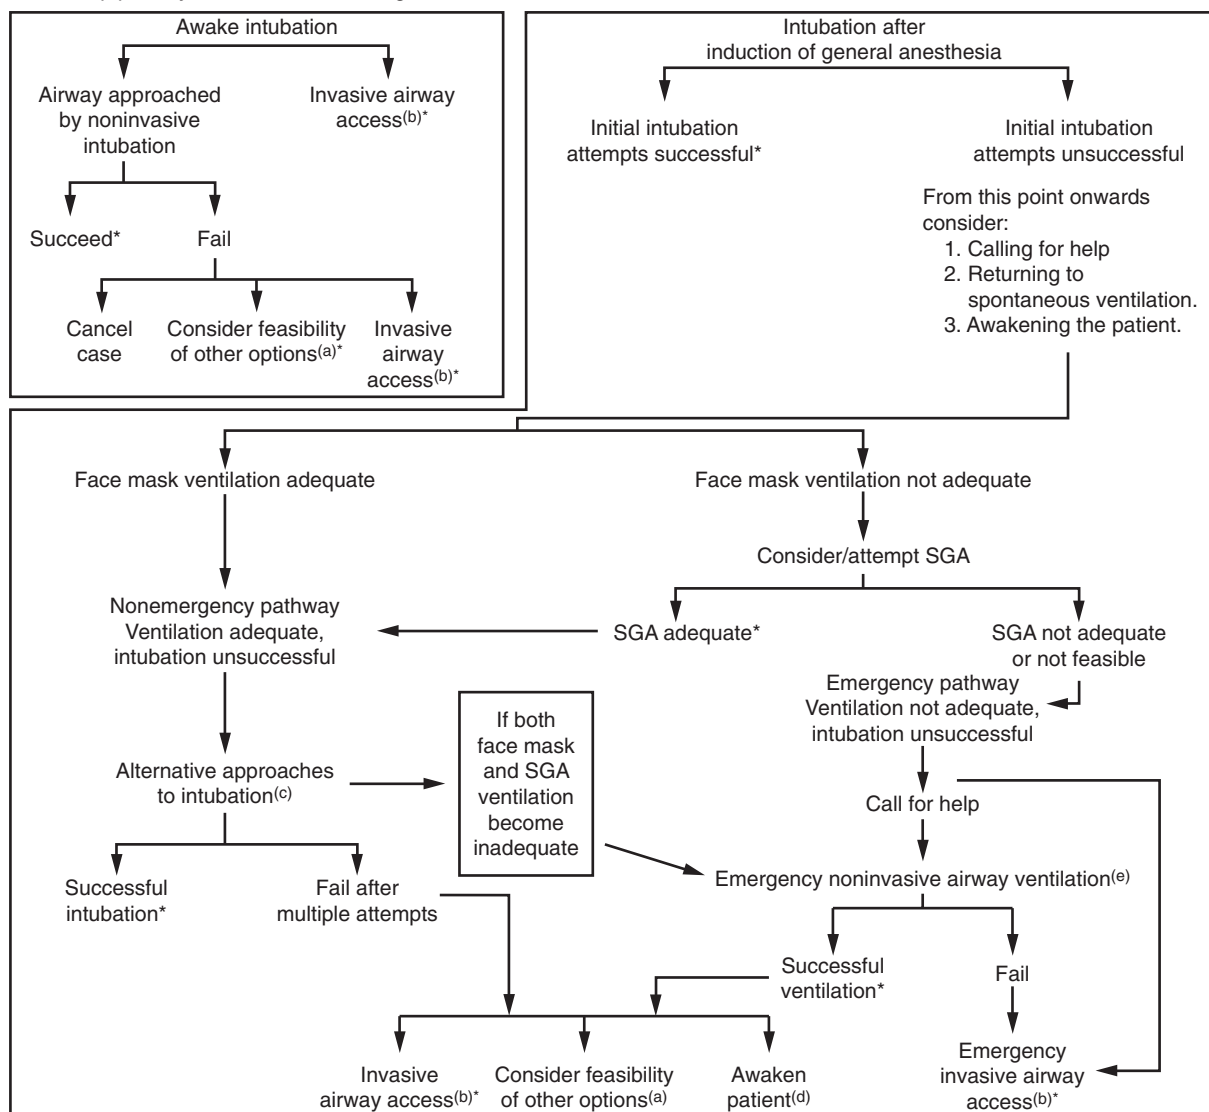 Awake intubation
Airway approached
by noninvasive
intubation
Invasive airway
access(b)*
Succeed*
Fail
Cancel
case
Consider feasibility
of other options(a)*
Invasive
airway
access(b)*
Intubation after
induction of general anesthesia
Initial intubation
attempts successful*
Initial intubation
attempts unsuccessful
From this point onwards
consider:
1. Calling for help
2. Returning to
spontaneous ventilation.
3. Awakening the patient.
Face mask ventilation adequate
Face mask ventilation not adequate
Consider/attempt SGA
Nonemergency pathway
Ventilation adequate,
intubation unsuccessful
SGA adequate*
SGA not adequate
or not feasible
Emergency pathway
Ventilation not adequate,
intubation unsuccessful
If both
face mask
and SGA
ventilation
become
inadequate
Alternative approaches
to intubation(c)
Call for help
Successful
intubation*
Fail after
multiple attempts
Emergency noninvasive airway ventilation(e)
Successful
ventilation*
Fail
Invasive
airway access(b)*
Consider feasibility
of other options(a)
Awaken
patient(d)
Emergency
invasive airway
access(b)*